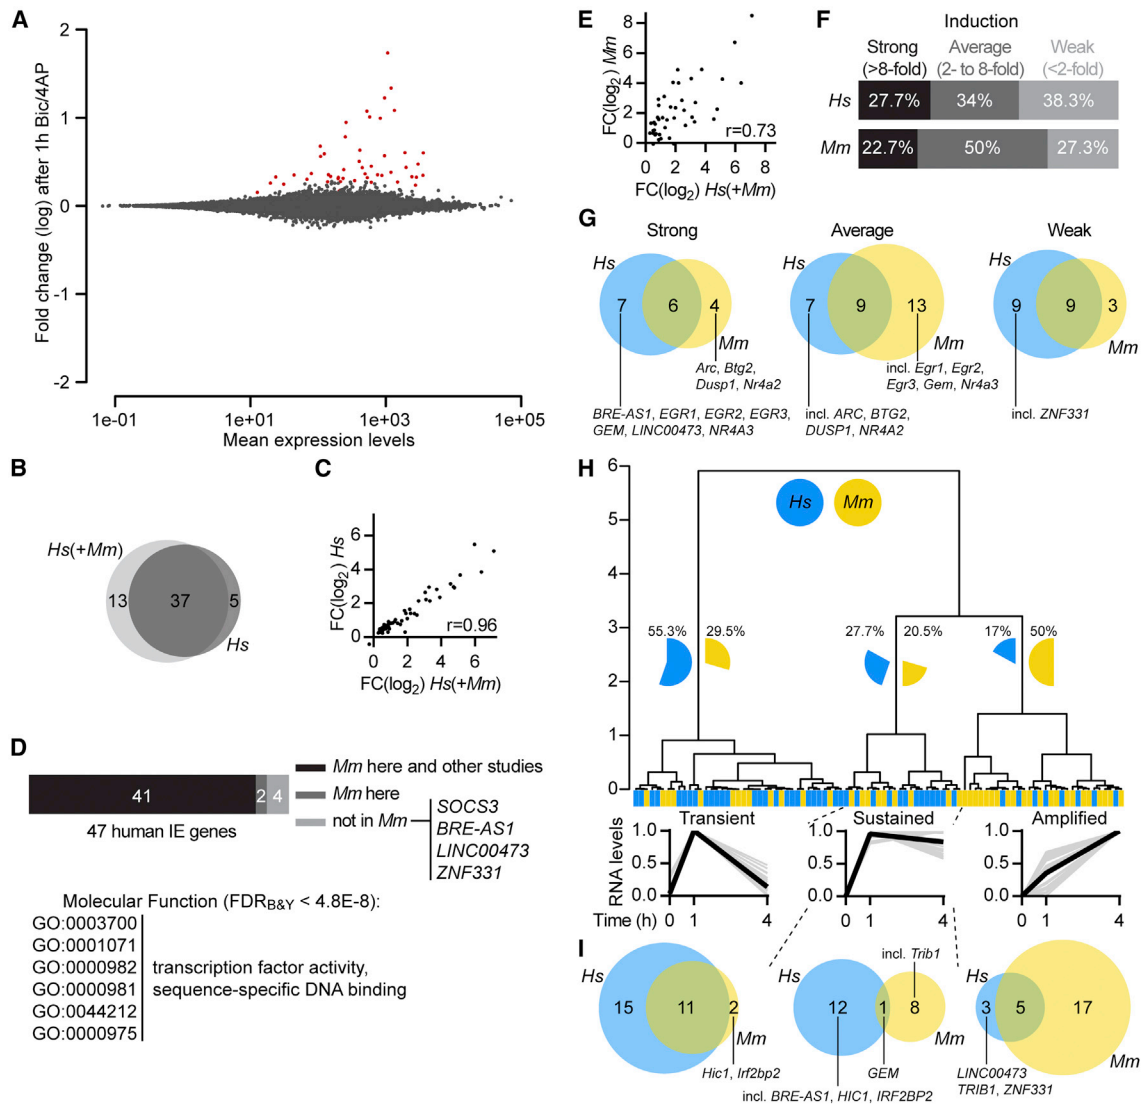 A
2
1
0
-1
-2
Fold change (log) after 1h Bic/4AP
1e-01
1e+01
1e+03
1e+05
Mean expression levels
B
Hs(+Mm)
13
37
5
Hs
C
6
4
2
0
FC(log2) Hs
r=0.96
0
2
4
6
FC(log2) Hs(+Mm)
D
41
2
4
47 human IE genes
Mm here and other studies
Mm here
not in Mm
SOCS3
BRE-AS1
LINC00473
ZNF331
Molecular Function (FDRB&Y < 4.8E-8):
GO:0003700
GO:0001071
GO:0000982
GO:0000981
GO:0044212
GO:0000975
transcription factor activity,
sequence-specific DNA binding
E
8
6
4
2
0
FC(log2) Mm
r=0.73
0
2
4
6
8
FC(log2) Hs(+Mm)
F
Induction
Strong
(>8-fold)
Average
(2- to 8-fold)
Weak
(<2-fold)
Hs
27.7%
34%
38.3%
Mm
22.7%
50%
27.3%
G
Strong
Hs
7
6
4
Mm
Arc, Btg2,
Dusp1, Nr4a2
BRE-AS1, EGR1, EGR2, EGR3,
GEM, LINC00473, NR4A3
Average
Hs
7
9
13
Mm
incl. Egr1, Egr2,
Egr3, Gem, Nr4a3
incl. ARC, BTG2,
DUSP1, NR4A2
Weak
Hs
9
9
3
Mm
incl. ZNF331
H
6
5
4
3
2
1
0
Hs
Mm
55.3%
29.5%
27.7%
20.5%
17%
50%
Transient
Sustained
Amplified
RNA levels
1.0
0.5
0
1.0
0.5
0
1.0
0.5
0
Time (h)
0
1
4
0
1
4
0
1
4
I
Hs
15
11
2
Mm
Hic1, Irf2bp2
Hs
12
1
8
incl. Trib1
Mm
GEM
incl. BRE-AS1, HIC1, IRF2BP2
Hs
3
5
17
Mm
LINC00473
TRIB1, ZNF331